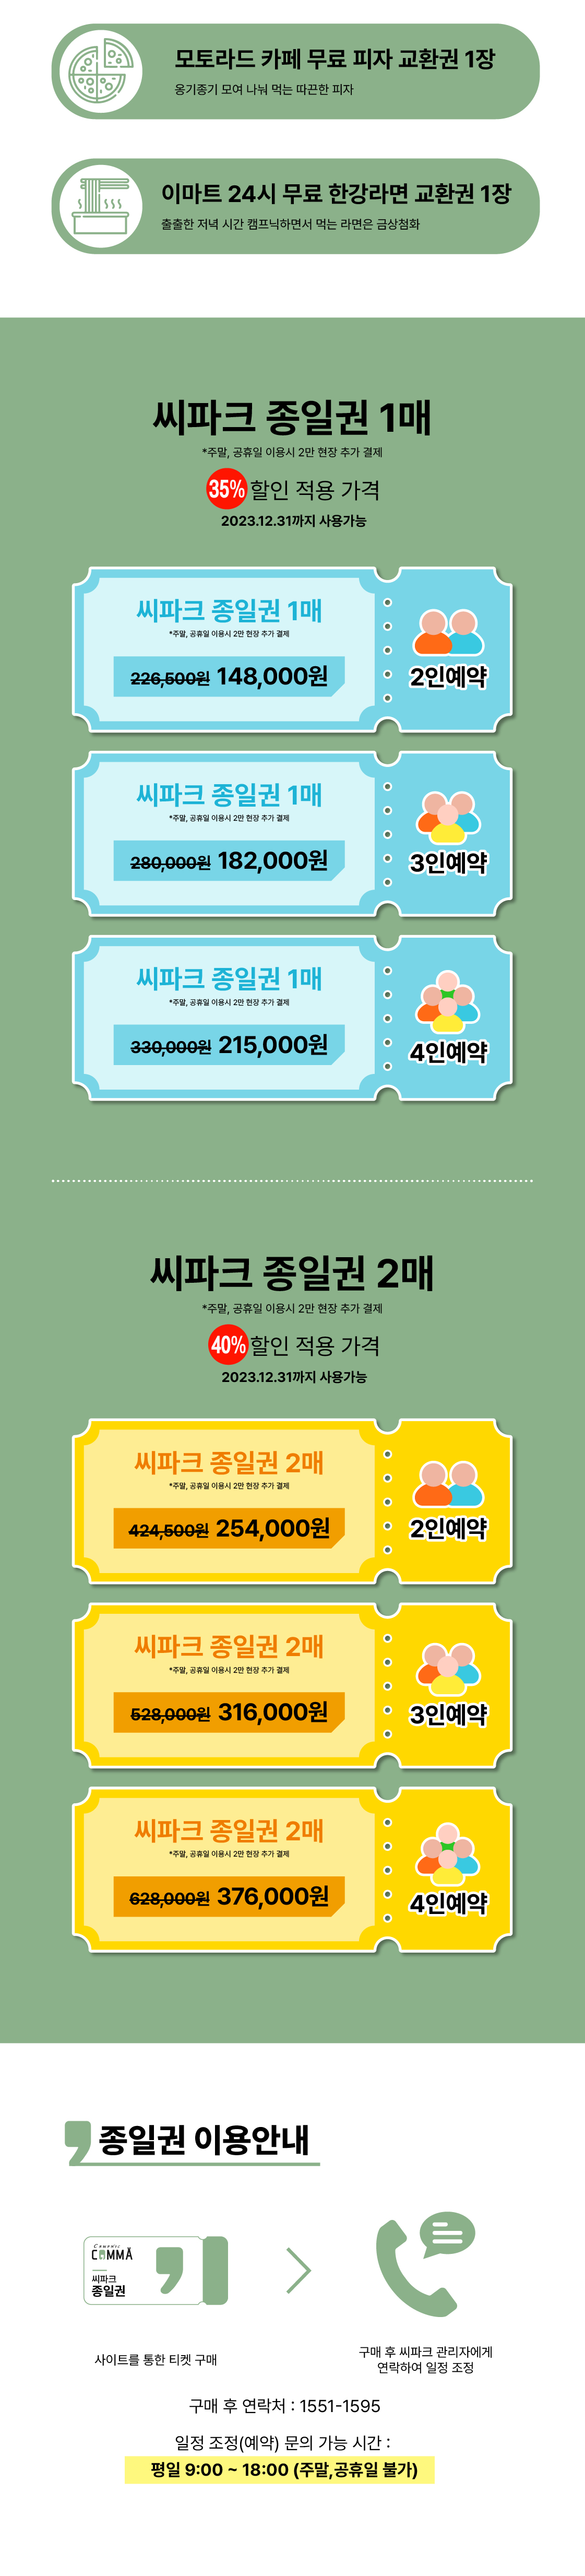 모토라드 카페 무료 피자 교환권 1장
옹기종기 모여 나눠 먹는 따끈한 피자
이마트 24시 무료 한강라면 교환권 1장
출출한 저녁 시간 캠프닉하면서 먹는 라면은 금상첨화
씨파크 종일권 1매
*주말, 공휴일 이용시 2만 현장 추가 결제
35% 할인 적용 가격
2023.12.31까지 사용가능
씨파크 종일권 1매
*주말, 공휴일 이용시 2만 현장 추가 결제
226,500원 148,000원
2인예약
씨파크 종일권 1매
*주말, 공휴일 이용시 2만 현장 추가 결제
280,000원 182,000원
3인예약
씨파크 종일권 1매
*주말, 공휴일 이용시 2만 현장 추가 결제
330,000원 215,000원
4인예약
씨파크 종일권 2매
*주말, 공휴일 이용시 2만 현장 추가 결제
40% 할인 적용 가격
2023.12.31까지 사용가능
씨파크 종일권 2매
*주말, 공휴일 이용시 2만 현장 추가 결제
424,500원 254,000원
2인예약
씨파크 종일권 2매
*주말, 공휴일 이용시 2만 현장 추가 결제
528,000원 316,000원
3인예약
씨파크 종일권 2매
*주말, 공휴일 이용시 2만 현장 추가 결제
628,000원 376,000원
4인예약
종일권 이용안내
Campnic
COMMA
씨파크
종일권
사이트를 통한 티켓 구매
구매 후 씨파크 관리자에게
연락하여 일정 조정
구매 후 연락처 : 1551-1595
일정 조정(예약) 문의 가능 시간 :
평일 9:00 ~ 18:00 (주말,공휴일 불가)